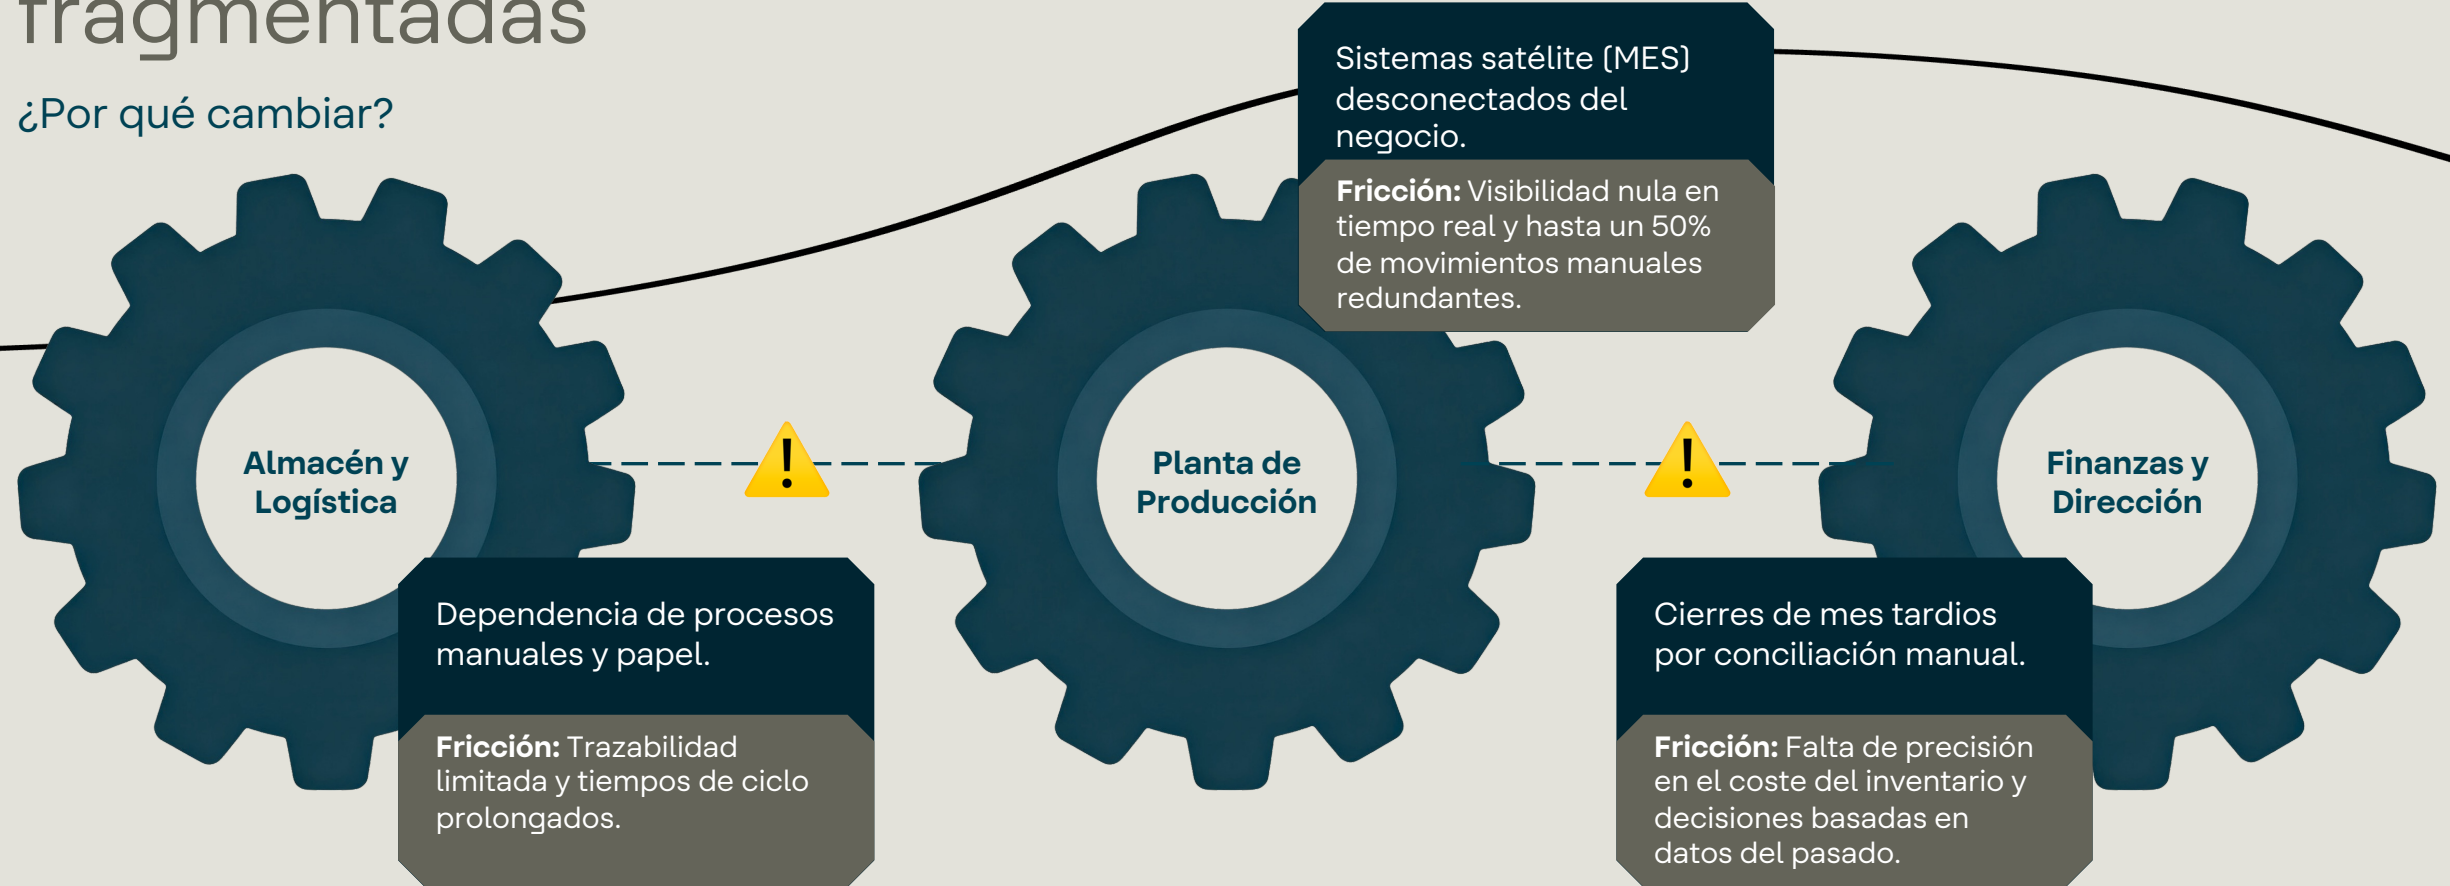 fragmentadas
¿Por qué cambiar?
Sistemas satélite (MES)
desconectados del
negocio.
Fricción: Visibilidad nula en
tiempo real y hasta un 50%
de movimientos manuales
redundantes.
Almacén y
Logística
Planta de
Producción
Finanzas y
Dirección
Dependencia de procesos
manuales y papel.
Fricción: Trazabilidad
limitada y tiempos de ciclo
prolongados.
Cierres de mes tardios
por conciliación manual.
Fricción: Falta de precisión
en el coste del inventario y
decisiones basadas en
datos del pasado.